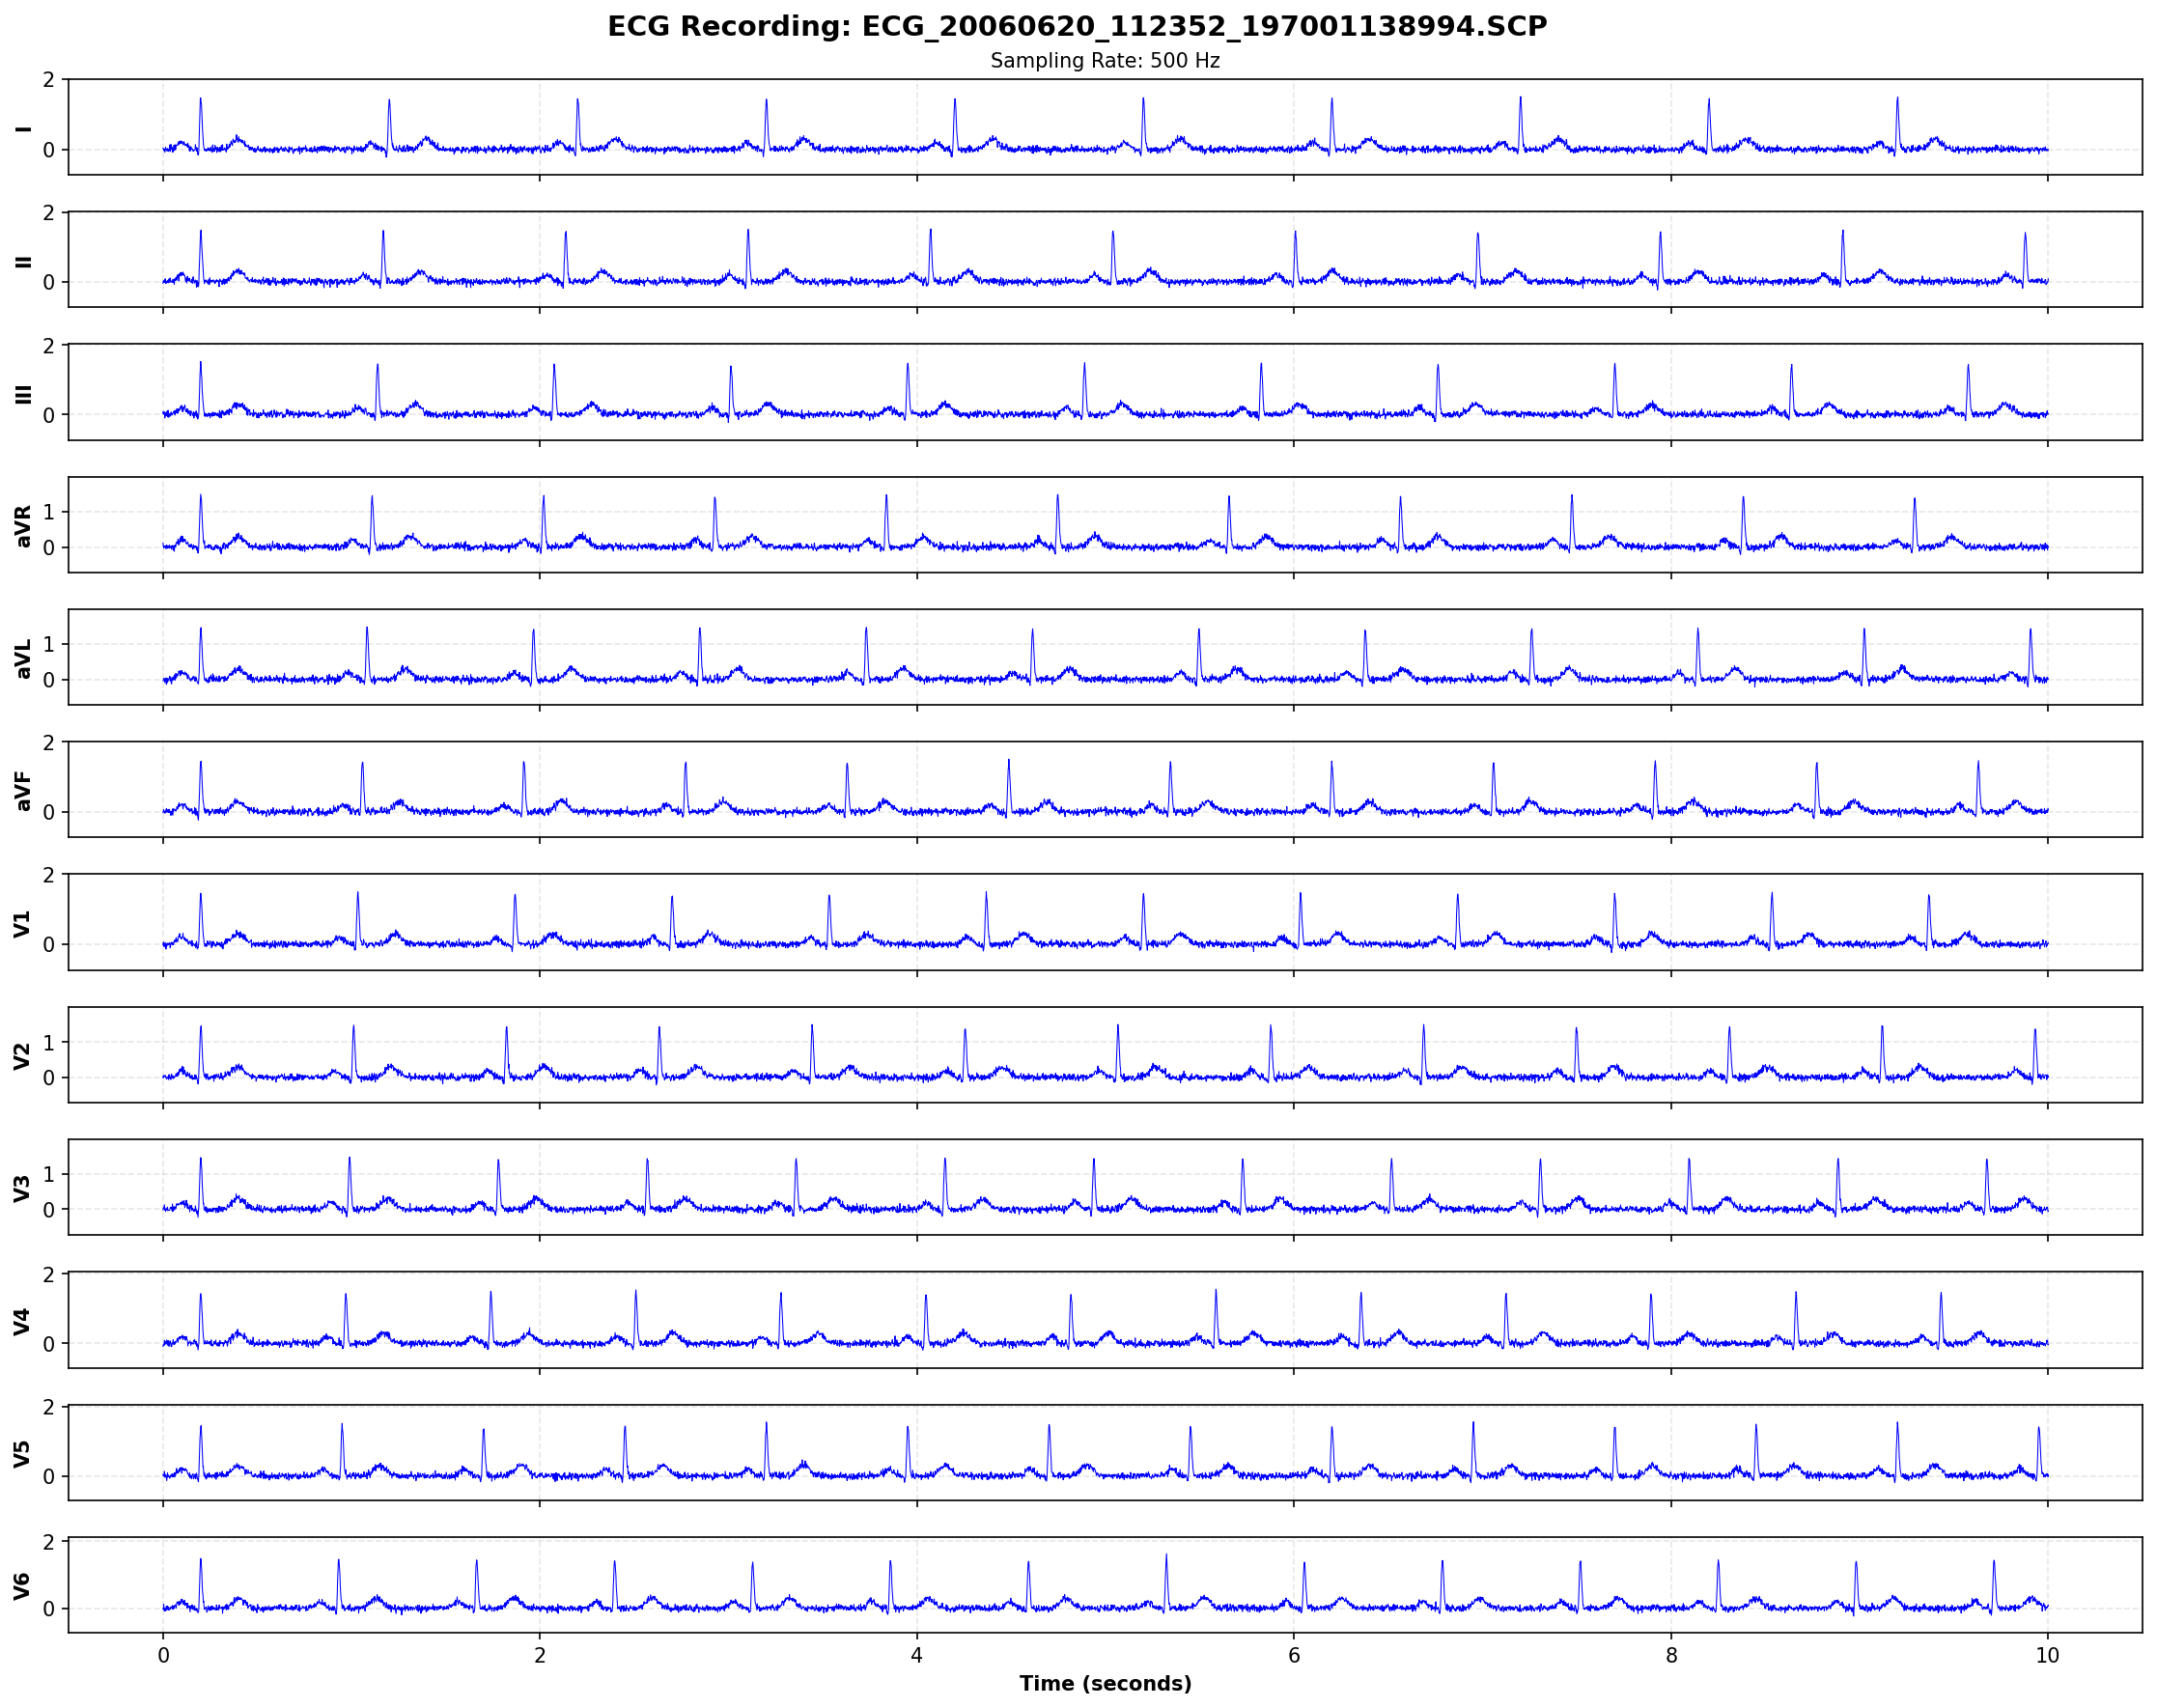 ECG Recording: ECG_20060620_112352_197001138994.SCP
Sampling Rate: 500 Hz
2
0
I
2
0
II
2
0
III
1
0
aVR
1
0
aVL
2
0
aVF
2
0
V1
1
0
V2
1
0
V3
2
0
V4
2
0
V5
2
0
V6
0 2 4 6 8 10
Time (seconds)